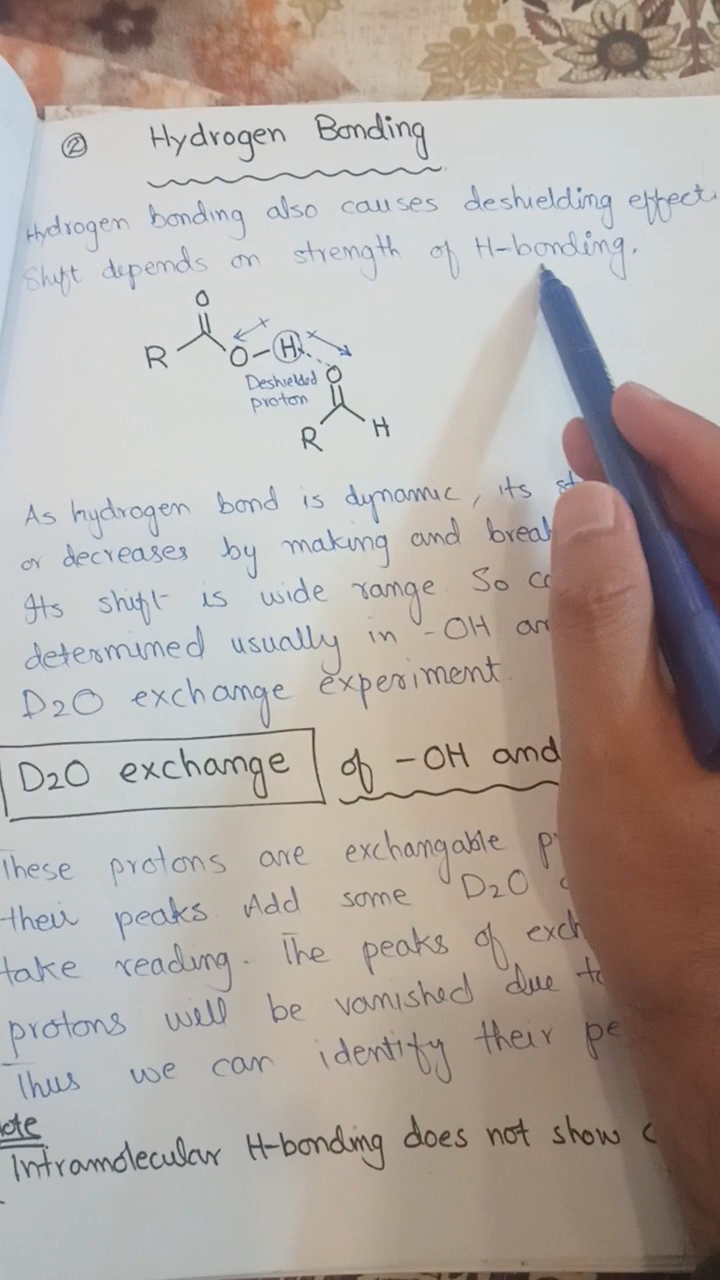 ② Hydrogen Bonding
Hydrogen bonding also causes deshielding effect.
Shift depends on strength of H-bonding.
O
R O-H
Deshielded O
proton
R H
As hydrogen bond is dynamic, its
or decreases by making and
Its shift is wide range. So
determined usually in -OH
D2O exchange experiment.
D2O exchange of -OH and
These protons are exchangable
their peaks. Add some D2O
take reading. The peaks of
protons will be vanished due
Thus we can identify their
Note
Intramolecular H-bonding does not show